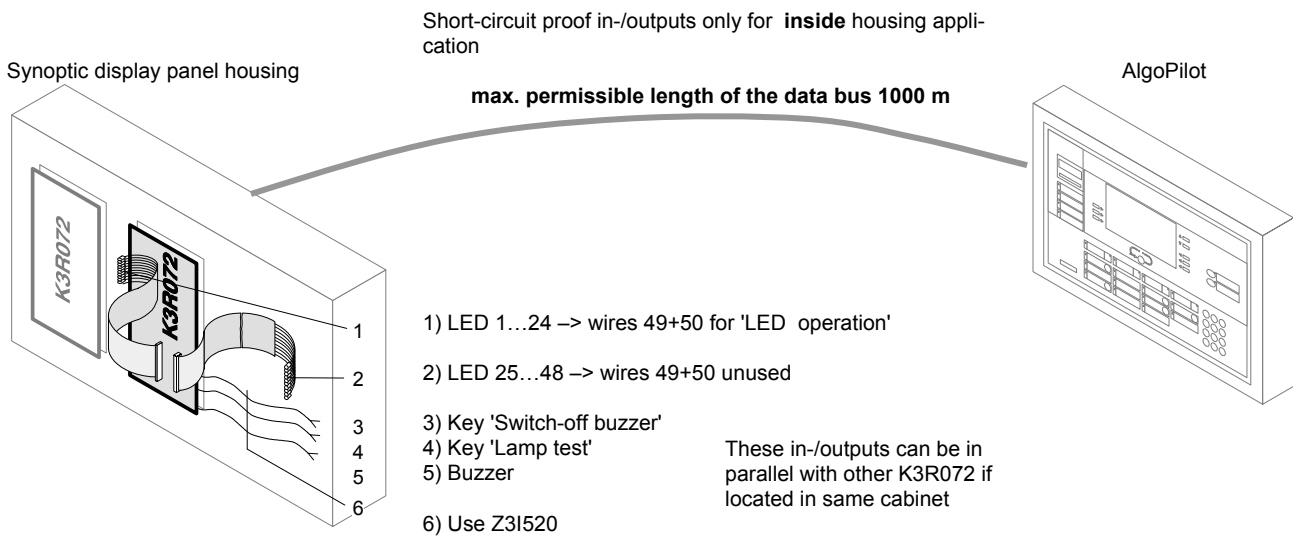 Short-circuit proof in-/outputs only for inside housing appli-
cation
Synoptic display panel housing
AlgoPilot
max. permissible length of the data bus 1000 m
K3R072
K3R072
1
2
3
4
5
6
1) LED 1…24 –> wires 49+50 for 'LED operation'
2) LED 25…48 –> wires 49+50 unused
3) Key 'Switch-off buzzer'
4) Key 'Lamp test'
5) Buzzer
6) Use Z3I520
These in-/outputs can be in
parallel with other K3R072 if
located in same cabinet